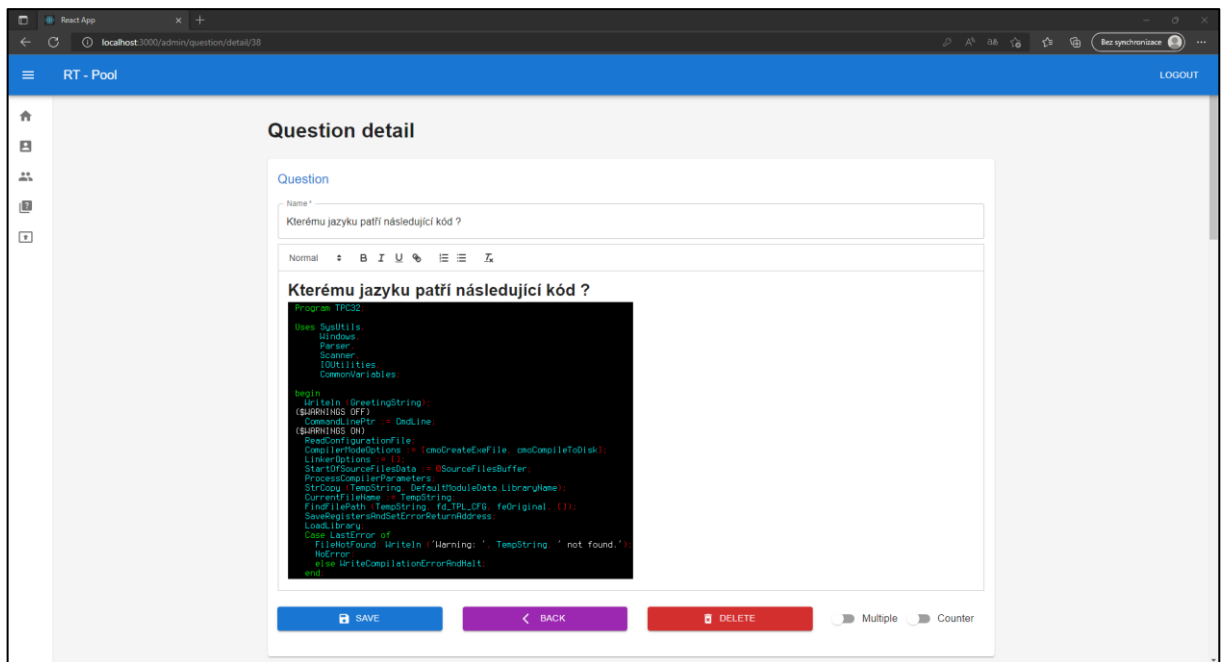 React App
localhost:3000/admin/question/detail/38
Bez synchronizace
RT - Pool
LOGOUT
Question detail
Question
Name *
Kterému jazyku patří následující kód ?
Normal B I U
Kterému jazyku patří následující kód ?
Program TPC32;
Uses SysUtils,
Windows,
Parser,
Scanner,
IOUtilities,
CommonVariables;
begin
Writeln (GreetingString);
{$WARNINGS OFF}
CommandLinePtr := CmdLine;
{$WARNINGS ON}
ReadConfigurationFile;
CompilerModeOptions := [cmoCreateExeFile, cmoCompileToDisk];
LinkerOptions := [];
StartOfSourceFilesData := @SourceFilesBuffer;
ProcessCompilerParameters;
StrCopy (TempString, DefaultModuleData.LibraryName);
CurrentFileName := TempString;
FindFilePath (TempString, fd_TPL_CFG, feOriginal, []);
SaveRegistersAndSetErrorReturnAddress;
LoadLibrary;
Case LastError of
FileNotFound: Writeln ('Warning: ', TempString, ' not found.');
NoError:
else WriteCompilationErrorAndHalt;
end;
SAVE
BACK
DELETE
Multiple
Counter